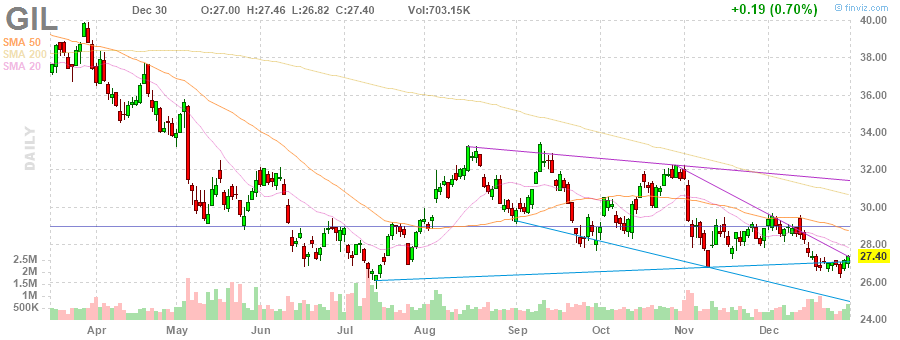 GIL
Dec 30 O:27.00 H:27.46 L:26.82 C:27.40 Vol:703.15K +0.19 (0.70%) @ finviz.com
SMA 50
SMA 200
SMA 20
DAILY
40.00
38.00
36.00
34.00
32.00
30.00
28.00
27.40
26.00
24.00
2.5M
2M
1.5M
1M
500K
Apr May Jun Jul Aug Sep Oct Nov Dec